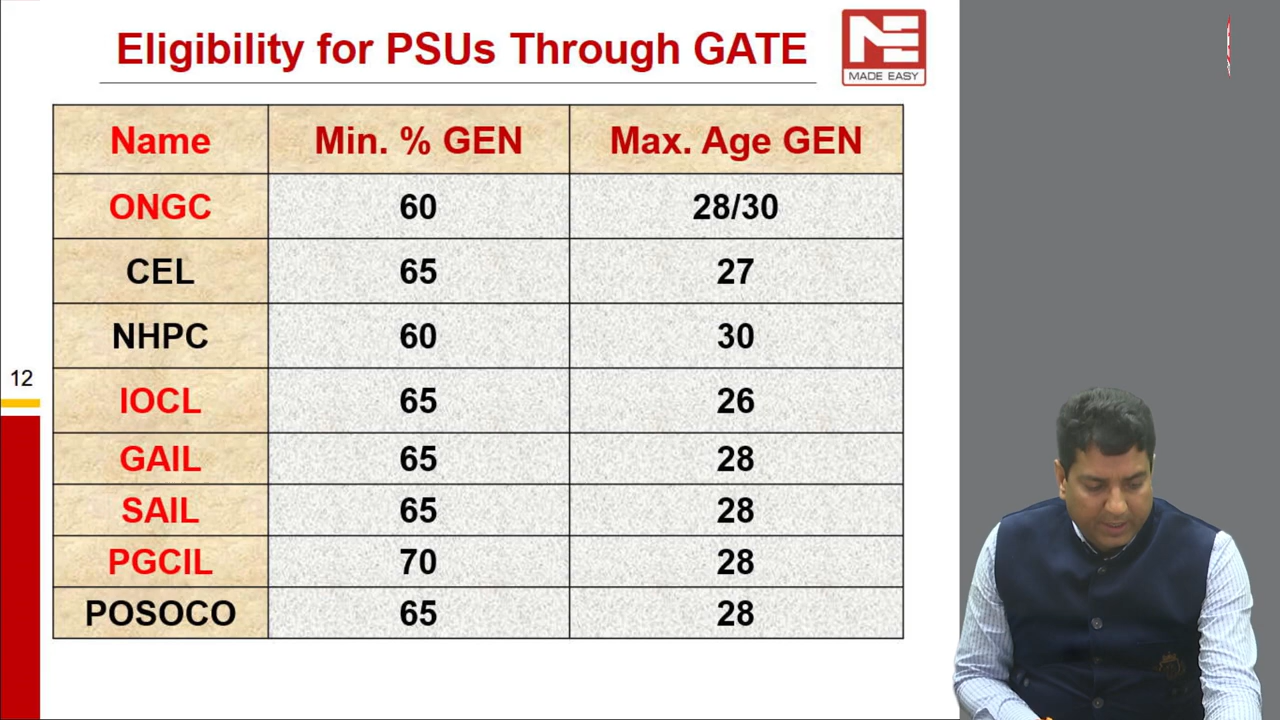 Eligibility for PSUs Through GATE
MADE EASY
Name Min. % GEN Max. Age GEN
ONGC 60 28/30
CEL 65 27
NHPC 60 30
IOCL 65 26
GAIL 65 28
SAIL 65 28
PGCIL 70 28
POSOCO 65 28
12